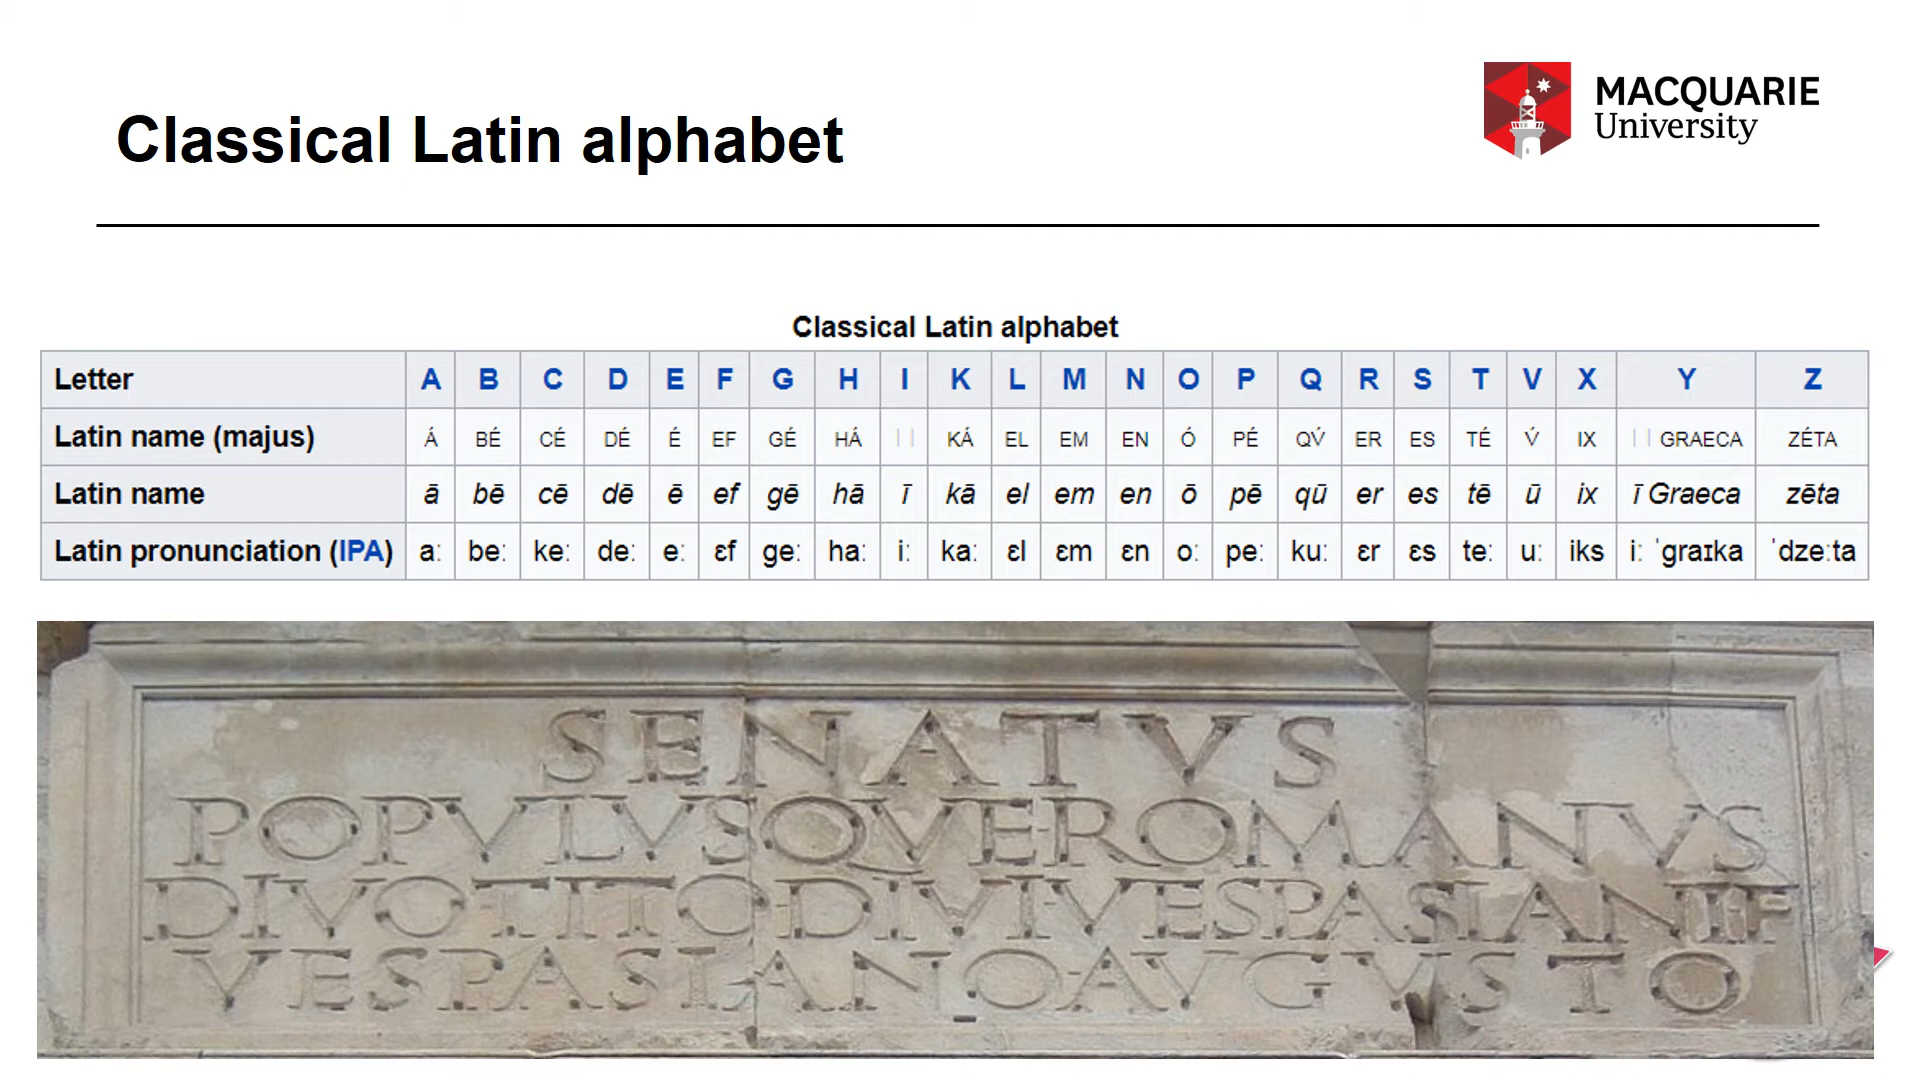 Classical Latin alphabet
MACQUARIE
University
Classical Latin alphabet
Letter A B C D E F G H I K L M N O P Q R S T V X Y Z
Latin name (majus) Á BÉ CÉ DÉ É EF GÉ HÁ KÁ EL EM EN Ó PÉ QV́ ER ES TÉ V́ IX GRAECA ZÉTA
Latin name ā bē cē dē ē ef gē hā ī kā el em en ō pē qū er es tē ū ix ī Graeca zēta
Latin pronunciation (IPA) aː beː keː deː eː ɛf ɡeː haː iː kaː ɛl ɛm ɛn oː peː kuː ɛr ɛs teː uː iks iː ˈɡraɪka ˈdzeːta
SENATVS
POPVLVSQVEROMANVS
DIVOTITODIVIVESPASIANIF
VESPASIANOAVGVSTO